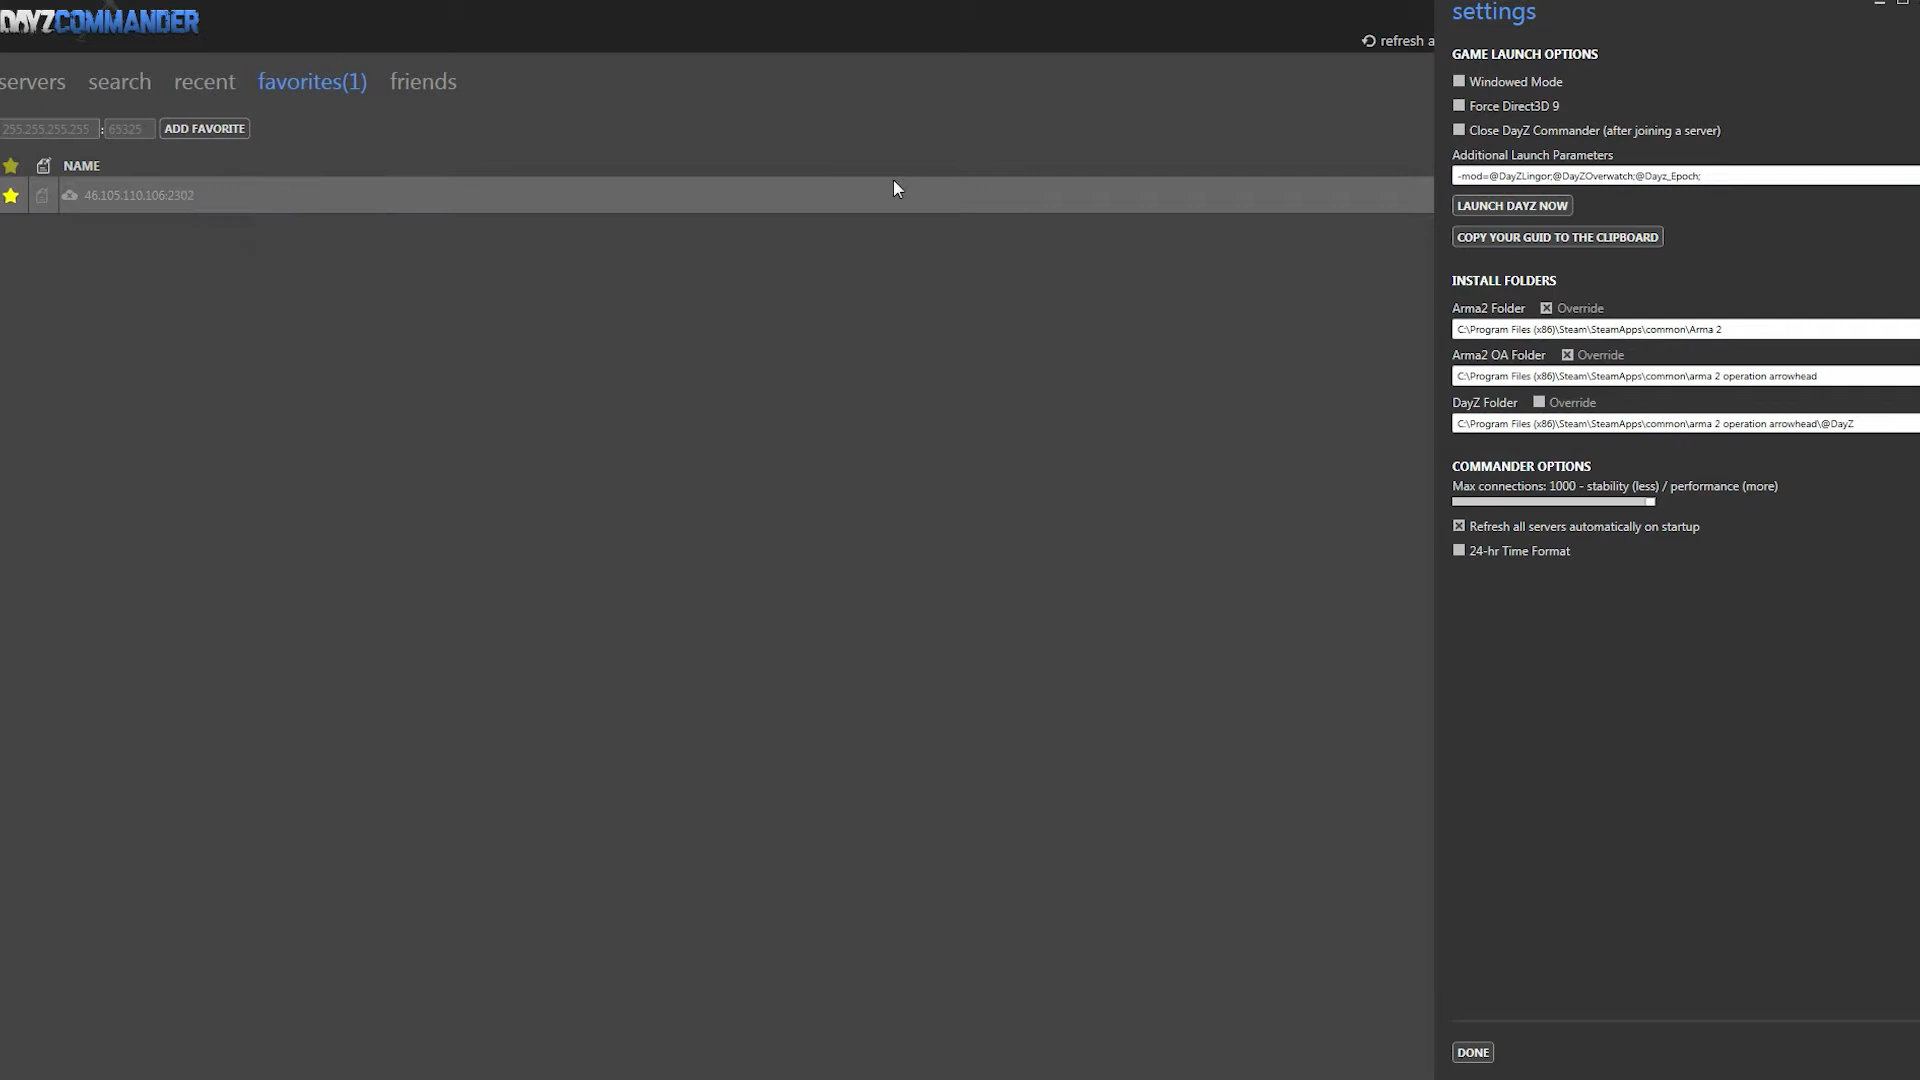 DAYZCOMMANDER
refresh a
servers search recent favorites(1) friends
255.255.255.255 : 65325 ADD FAVORITE
NAME
46.105.110.106:2302
settings
GAME LAUNCH OPTIONS
Windowed Mode
Force Direct3D 9
Close DayZ Commander (after joining a server)
Additional Launch Parameters
-mod=@DayZLingor;@DayZOverwatch;@Dayz_Epoch;
LAUNCH DAYZ NOW
COPY YOUR GUID TO THE CLIPBOARD
INSTALL FOLDERS
Arma2 Folder Override
C:\Program Files (x86)\Steam\SteamApps\common\Arma 2
Arma2 OA Folder Override
C:\Program Files (x86)\Steam\SteamApps\common\arma 2 operation arrowhead
DayZ Folder Override
C:\Program Files (x86)\Steam\SteamApps\common\arma 2 operation arrowhead\@DayZ
COMMANDER OPTIONS
Max connections: 1000 - stability (less) / performance (more)
Refresh all servers automatically on startup
24-hr Time Format
DONE